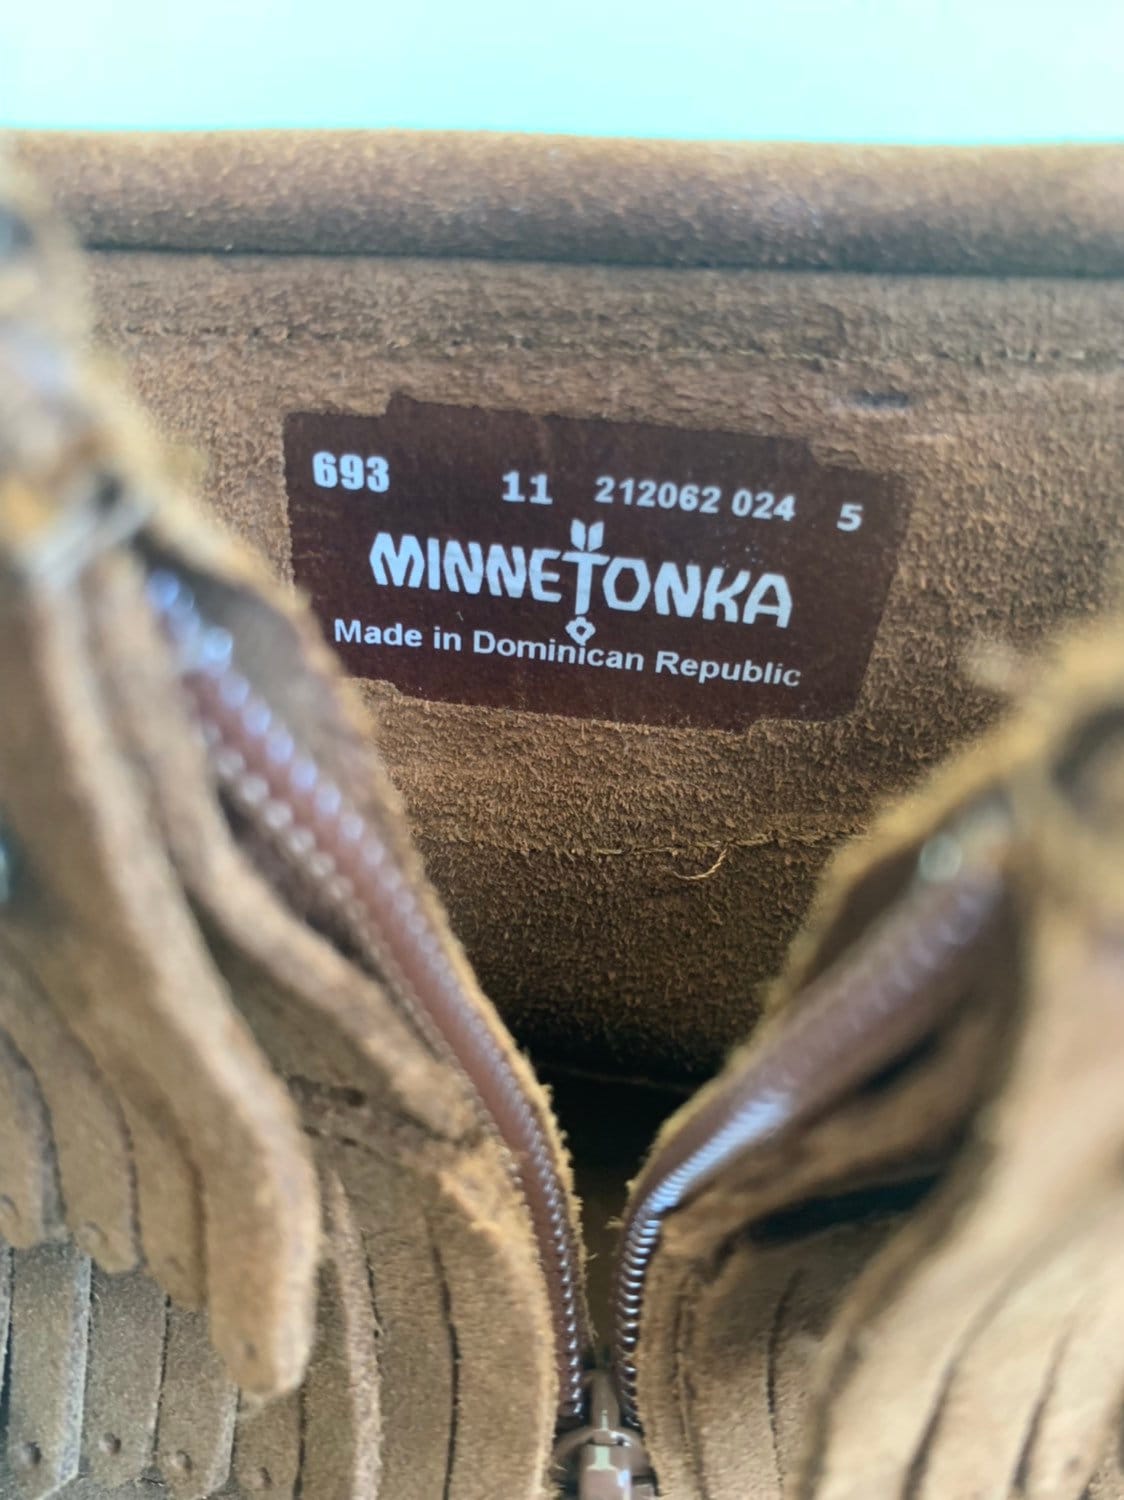 693 11 212062 024 5
MINNETONKA
Made in Dominican Republic